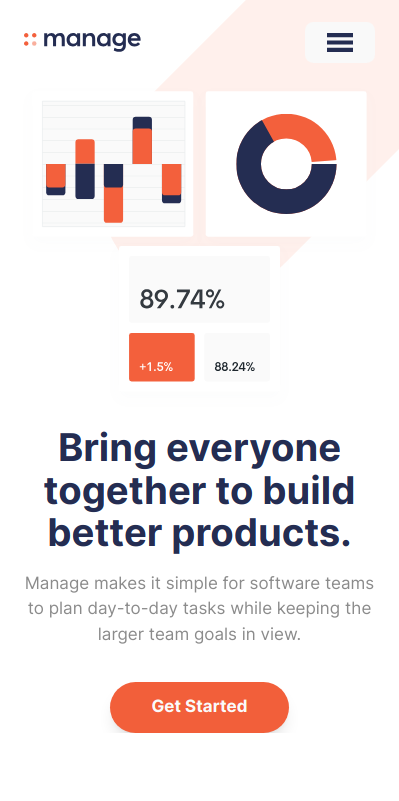 manage
89.74%
+1.5%
88.24%
Bring everyone
together to build
better products.
Manage makes it simple for software teams
to plan day-to-day tasks while keeping the
larger team goals in view.
Get Started